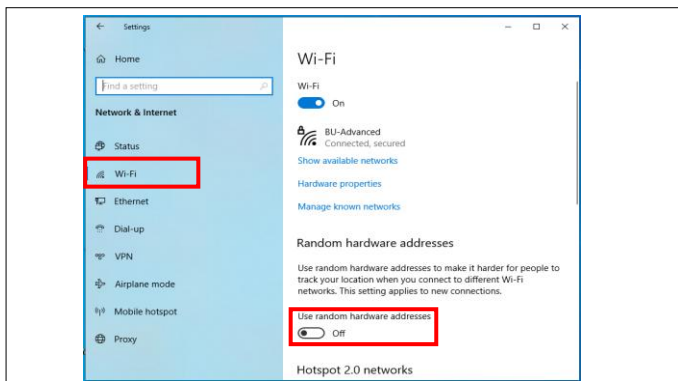 Settings
Home
Find a setting
Network & Internet
Status
Wi-Fi
Ethernet
Dial-up
VPN
Airplane mode
Mobile hotspot
Proxy
Wi-Fi
Wi-Fi
On
BU-Advanced
Connected, secured
Show available networks
Hardware properties
Manage known networks
Random hardware addresses
Use random hardware addresses to make it harder for people to
track your location when you connect to different Wi-Fi
networks. This setting applies to new connections.
Use random hardware addresses
Off
Hotspot 2.0 networks